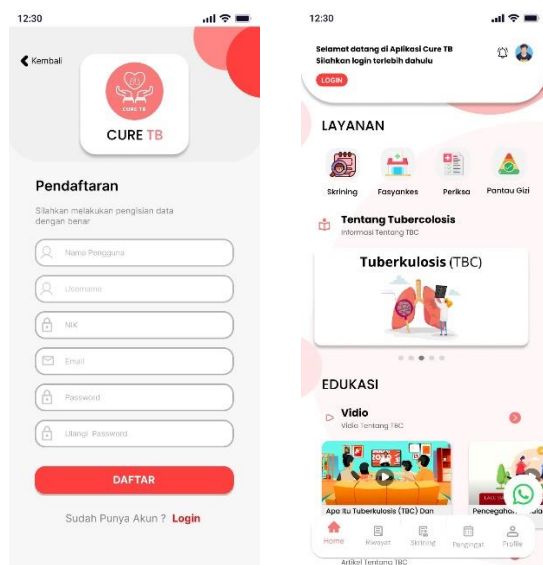 12:30
Kembali
CURE TB
CURE TB
Pendaftaran
Silahkan melakukan pengisian data
dengan benar
Nama Pengguna
Username
NIK
Email
Password
Ulangi Password
DAFTAR
Sudah Punya Akun ? Login
12:30
Selamat datang di Aplikasi Cure TB
Silahkan login terlebih dahulu
LOGIN
LAYANAN
Skrining Fasyankes Periksa Pantau Gizi
Tentang Tubercolosis
Informasi Tentang TBC
Tuberkulosis (TBC)
EDUKASI
Vidio
Vidio Tentang TBC
Apa Itu Tuberkulosis (TBC) Dan
Pencegahan
Home Riwayat Skrining Pengingat Profile
Artikel Tentang TBC